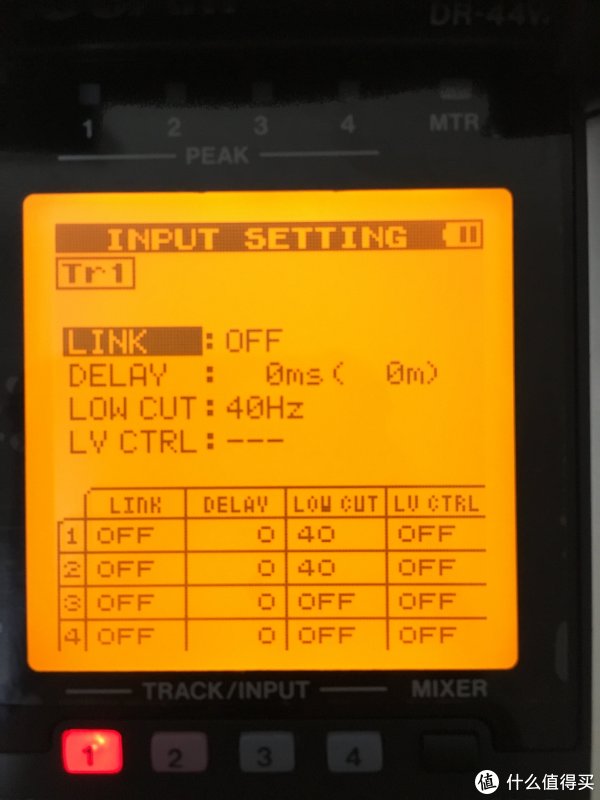 DR-44W
1 2 3 4 MTR
PEAK
INPUT SETTING
Tr1
LINK : OFF
DELAY : 0ms( 0m)
LOW CUT : 40Hz
LV CTRL : ---
LINK DELAY LOW CUT LV CTRL
1 OFF 0 40 OFF
2 OFF 0 40 OFF
3 OFF 0 OFF OFF
4 OFF 0 OFF OFF
TRACK/INPUT MIXER
1 2 3 4
值 什么值得买